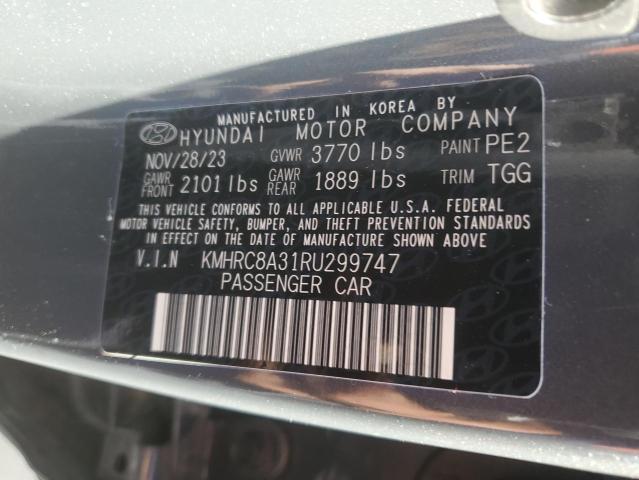 MANUFACTURED IN KOREA BY
HYUNDAI MOTOR COMPANY
NOV/28/23 GVWR 3770 lbs PAINT PE2
GAWR FRONT 2101 lbs GAWR REAR 1889 lbs TRIM TGG
THIS VEHICLE CONFORMS TO ALL APPLICABLE U.S.A. FEDERAL
MOTOR VEHICLE SAFETY, BUMPER, AND THEFT PREVENTION STANDARDS
IN EFFECT ON THE DATE OF MANUFACTURE SHOWN ABOVE
V.I.N KMHRC8A31RU299747
PASSENGER CAR